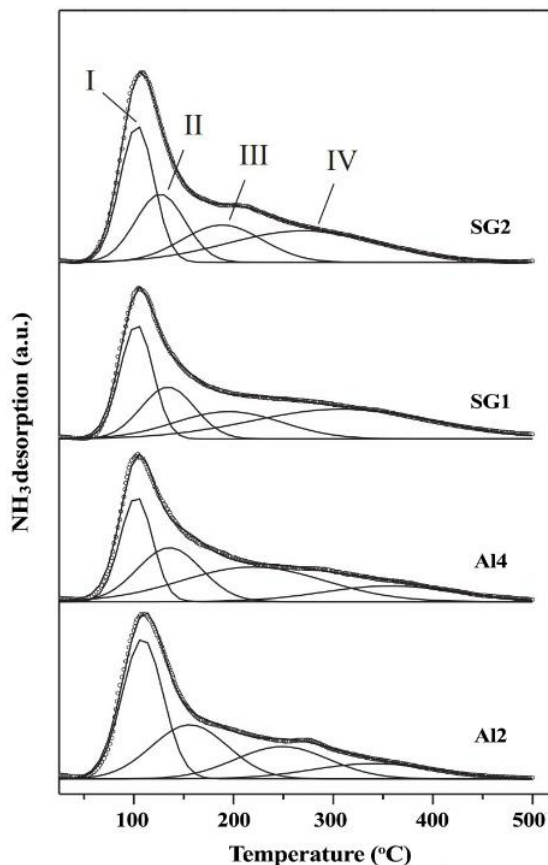 I
II
III
IV
SG2
SG1
Al4
Al2
NH₃ desorption (a.u.)
100 200 300 400 500
Temperature (°C)